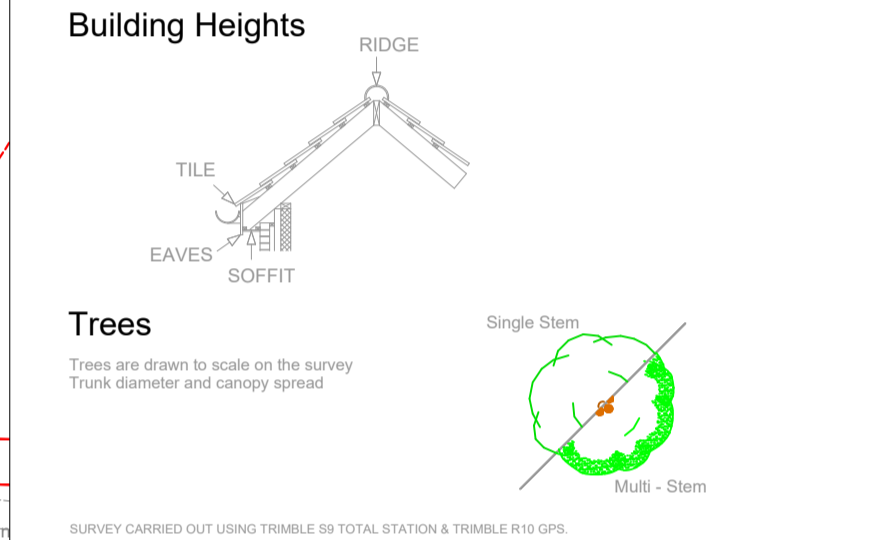 Building Heights
RIDGE
TILE
EAVES
SOFFIT
Trees
Trees are drawn to scale on the survey
Trunk diameter and canopy spread
Single Stem
Multi - Stem
SURVEY CARRIED OUT USING TRIMBLE S9 TOTAL STATION & TRIMBLE R10 GPS.